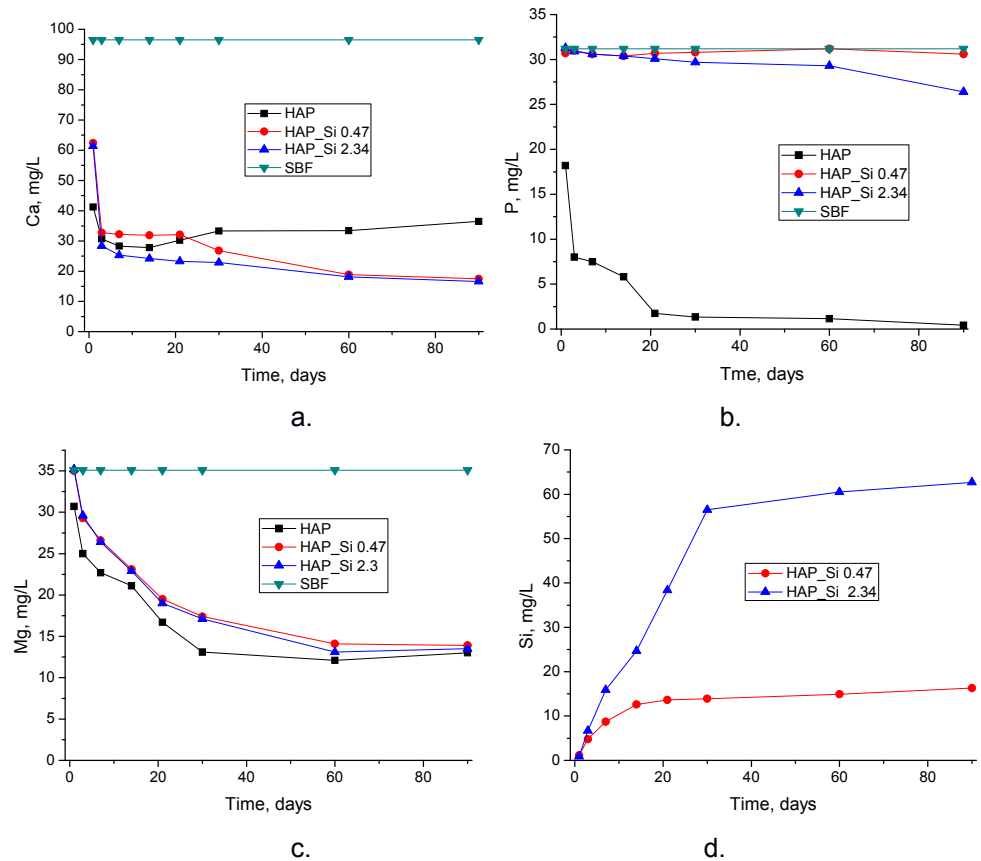 100
90
80
70
60
50
40
30
20
10
0
Ca, mg/L
HAP
HAP_Si 0.47
HAP_Si 2.34
SBF
0 20 40 60 80
Time, days
a.
35
30
25
20
15
10
5
0
P, mg/L
HAP
HAP_Si 0.47
HAP_Si 2.34
SBF
0 20 40 60 80
Tme, days
b.
35
30
25
20
15
10
5
0
Mg, mg/L
HAP
HAP_Si 0.47
HAP_Si 2.3
SBF
0 20 40 60 80
Time, days
c.
70
60
50
40
30
20
10
0
Si, mg/L
HAP_Si 0.47
HAP_Si 2.34
0 20 40 60 80
Time, days
d.